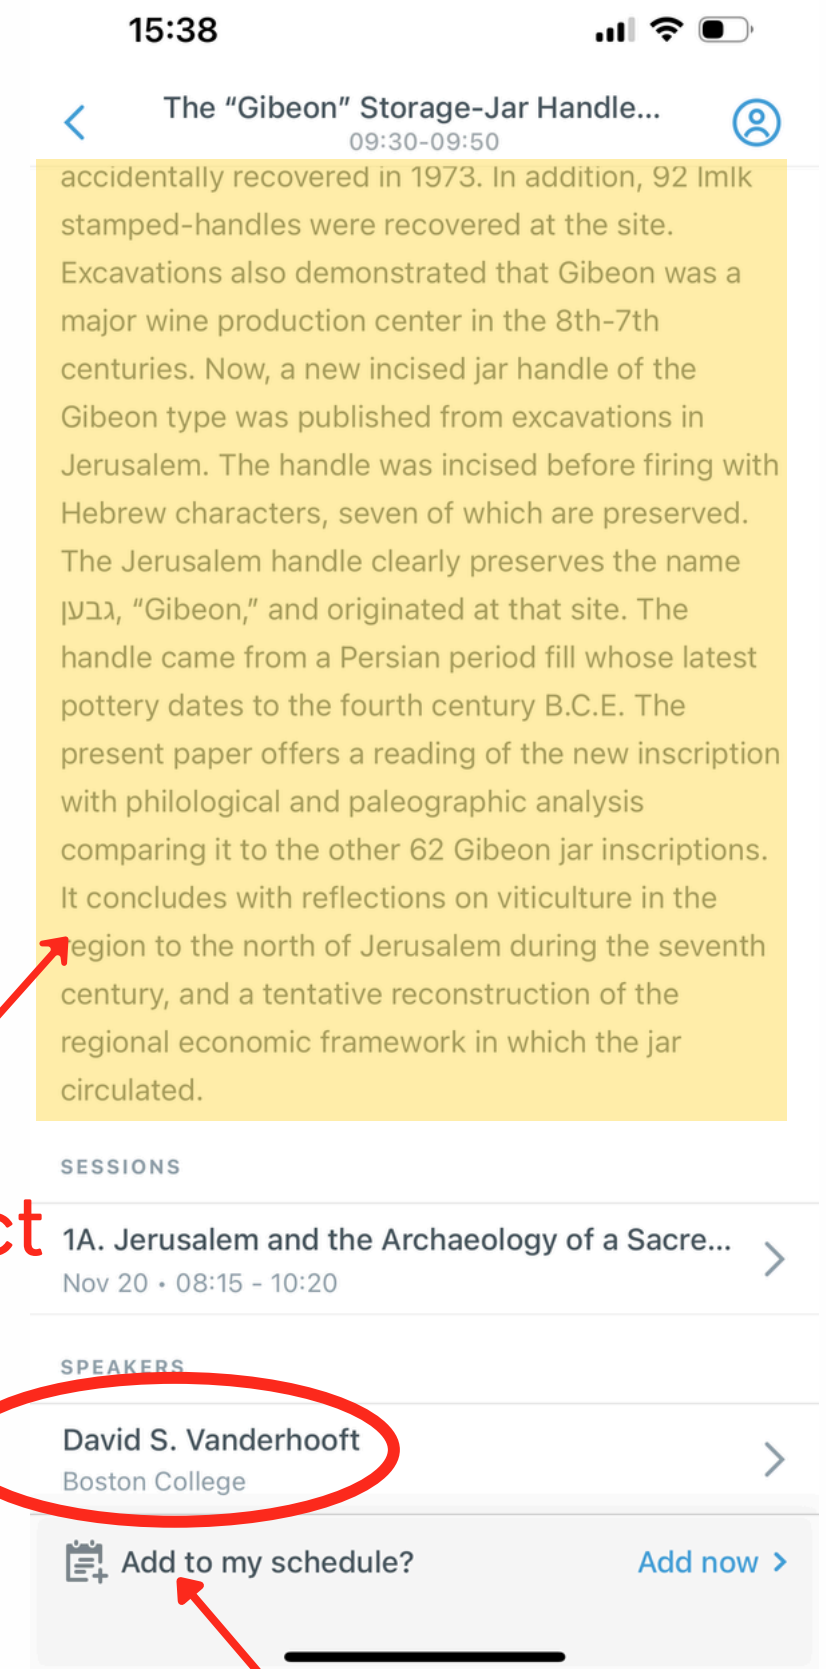 15:38
The “Gibeon” Storage-Jar Handle...
09:30-09:50
accidentally recovered in 1973. In addition, 92 lmlk
stamped-handles were recovered at the site.
Excavations also demonstrated that Gibeon was a
major wine production center in the 8th-7th
centuries. Now, a new incised jar handle of the
Gibeon type was published from excavations in
Jerusalem. The handle was incised before firing with
Hebrew characters, seven of which are preserved.
The Jerusalem handle clearly preserves the name
גבען, “Gibeon,” and originated at that site. The
handle came from a Persian period fill whose latest
pottery dates to the fourth century B.C.E. The
present paper offers a reading of the new inscription
with philological and paleographic analysis
comparing it to the other 62 Gibeon jar inscriptions.
It concludes with reflections on viticulture in the
region to the north of Jerusalem during the seventh
century, and a tentative reconstruction of the
regional economic framework in which the jar
circulated.
SESSIONS
ct
1A. Jerusalem and the Archaeology of a Sacre...
Nov 20 • 08:15 - 10:20
SPEAKERS
David S. Vanderhooft
Boston College
Add to my schedule?
Add now